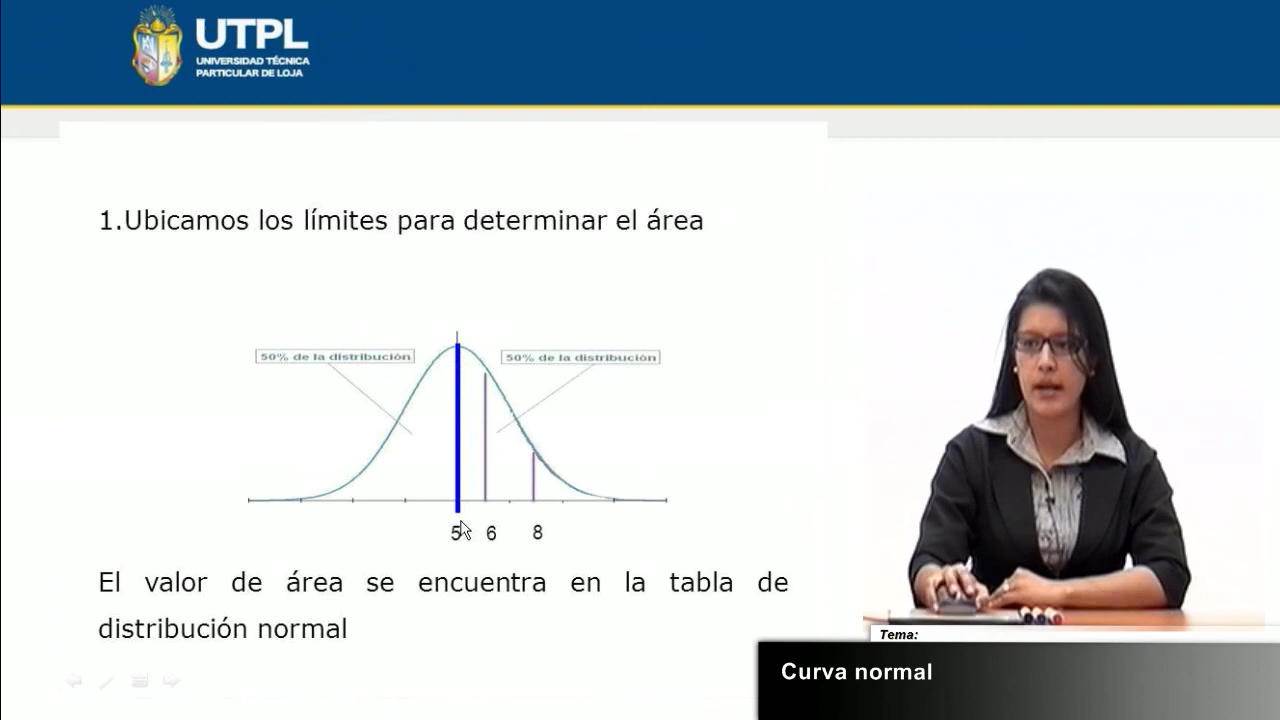 UTPL
UNIVERSIDAD TÉCNICA
PARTICULAR DE LOJA
1.Ubicamos los límites para determinar el área
50% de la distribución
50% de la distribución
5 6 8
El valor de área se encuentra en la tabla de
distribución normal
Tema:
Curva normal